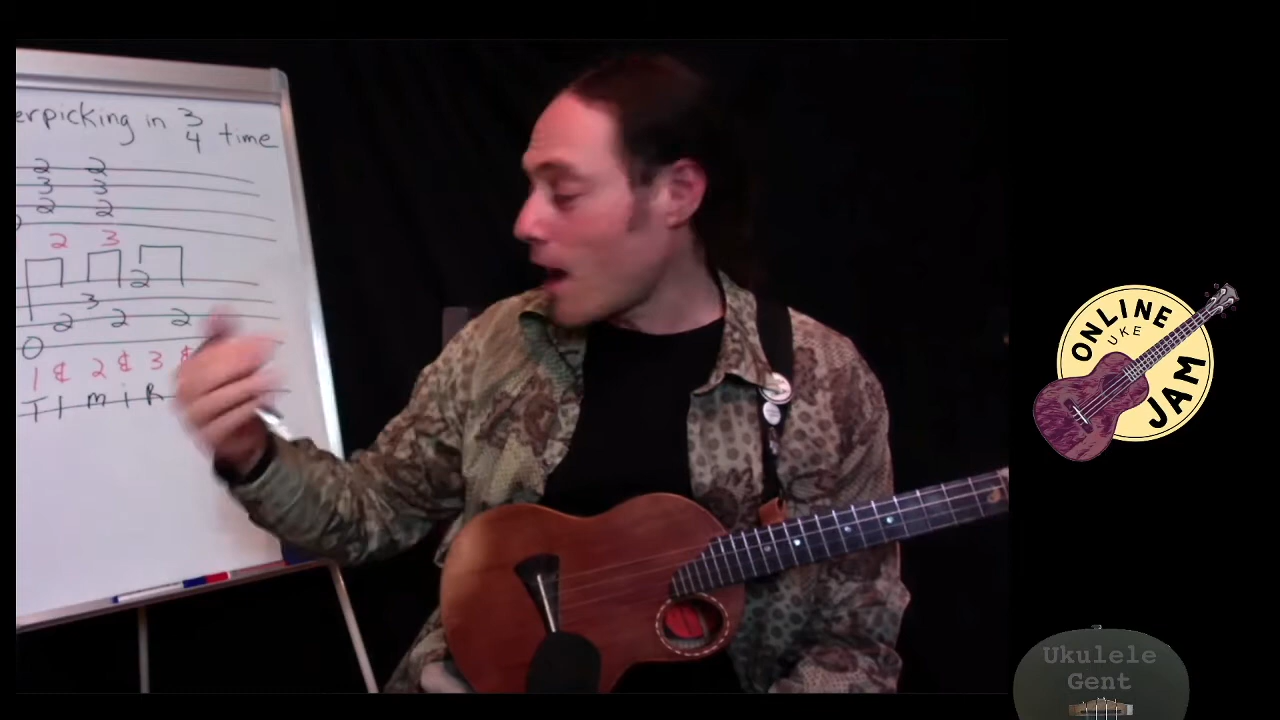 erpicking in 3/4 time
2 2
3 3
2 2
2 3
2
3
2 2 2
0
1 & 2 & 3 &
T I m i R
ONLINE
UKE
JAM
Ukulele
Gent